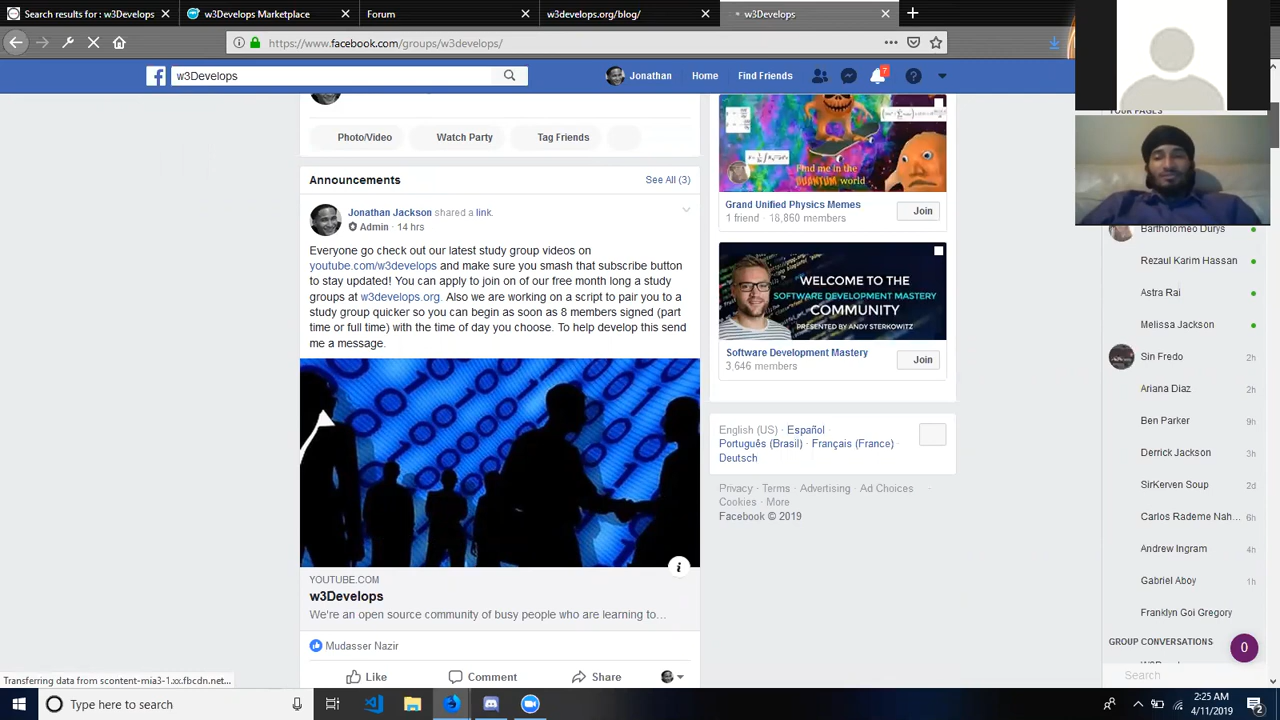 w3Develops
w3Develops Marketplace
Forum
w3develops.org/blog/
w3Develops
https://www.facebook.com/groups/w3develops/
w3Develops
Jonathan
Home
Find Friends
7
Photo/Video
Watch Party
Tag Friends
Announcements
See All (3)
Jonathan Jackson shared a link.
Admin · 14 hrs
Everyone go check out our latest study group videos on
youtube.com/w3develops and make sure you smash that subscribe button
to stay updated! You can apply to join on of our free month long a study
groups at w3develops.org. Also we are working on a script to pair you to a
study group quicker so you can begin as soon as 8 members signed (part
time or full time) with the time of day you choose. To help develop this send
me a message.
YOUTUBE.COM
w3Develops
We're an open source community of busy people who are learning to...
Mudasser Nazir
Like
Comment
Share
Find me in the
QUANTUM world
Grand Unified Physics Memes
1 friend · 18,860 members
Join
WELCOME TO THE
SOFTWARE DEVELOPMENT MASTERY
COMMUNITY
PRESENTED BY ANDY STERKOWITZ
Software Development Mastery
3,646 members
Join
English (US) · Español ·
Português (Brasil) · Français (France) ·
Deutsch
Privacy · Terms · Advertising · Ad Choices ·
Cookies · More
Facebook © 2019
YOUR PAGES
Bartholomeo Durys
Rezaul Karim Hassan
Astra Rai
Melissa Jackson
Sin Fredo 2h
Ariana Diaz 2h
Ben Parker 9h
Derrick Jackson 3h
SirKerven Soup 2d
Carlos Rademe Nah... 6h
Andrew Ingram 4h
Gabriel Aboy 1h
Franklyn Goi Gregory
GROUP CONVERSATIONS
0
Search
Transferring data from scontent-mia3-1.xx.fbcdn.net...
Type here to search
2:25 AM
4/11/2019
2